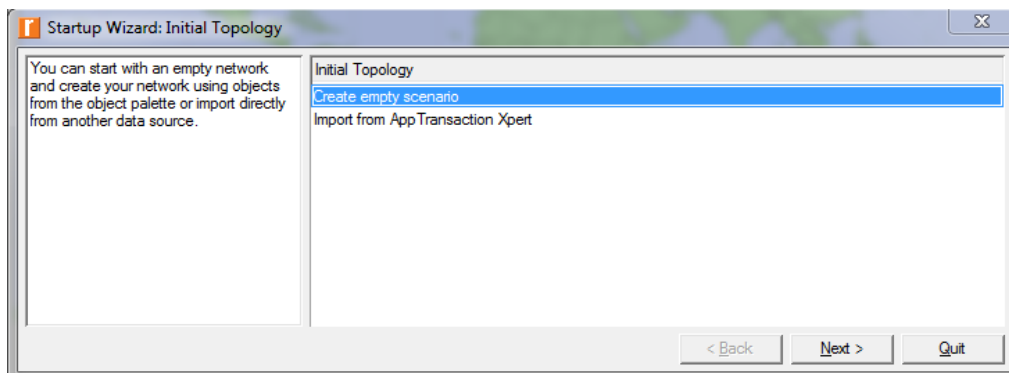 Startup Wizard: Initial Topology
You can start with an empty network
and create your network using objects
from the object palette or import directly
from another data source.
Initial Topology
Create empty scenario
Import from AppTransaction Xpert
< Back
Next >
Quit